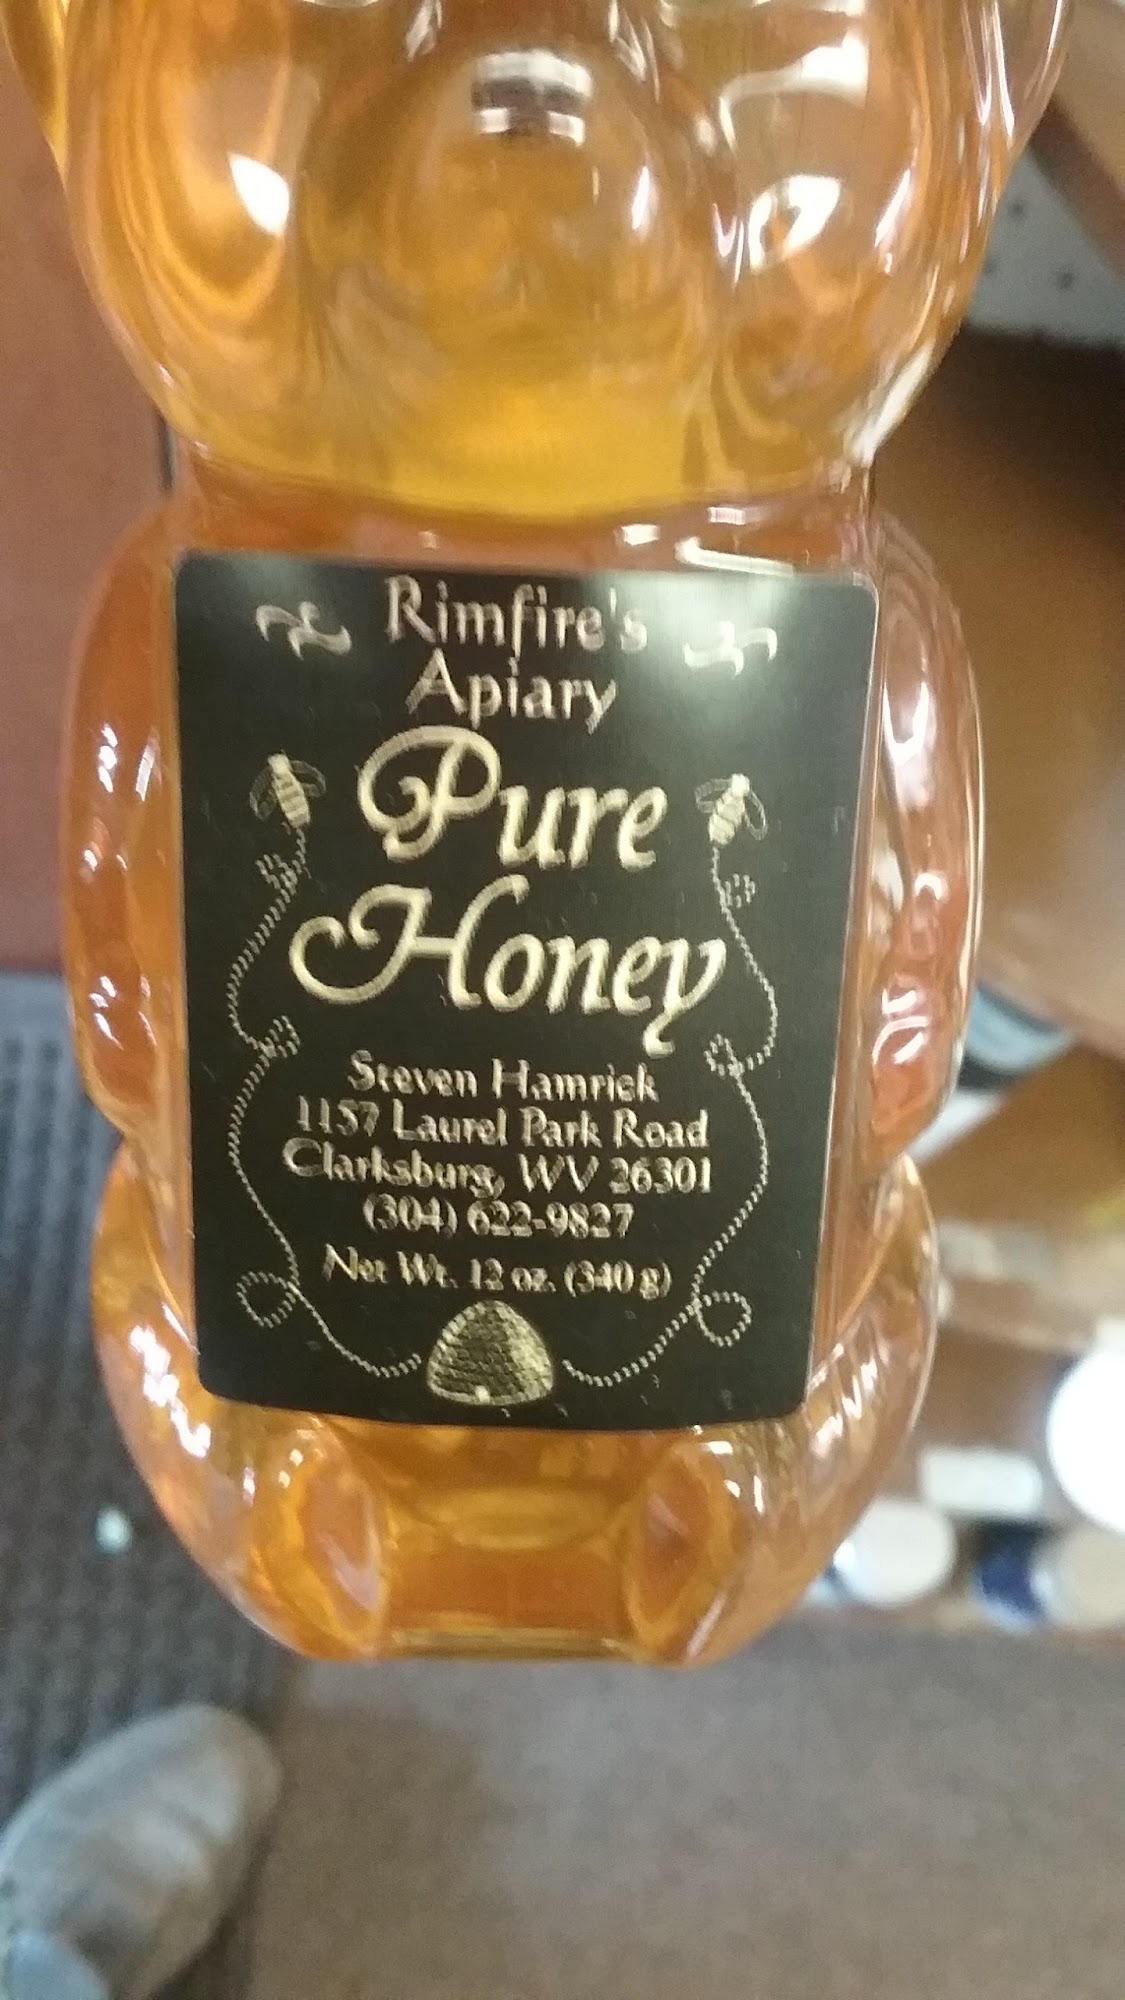 Rimfire's
Apiary
Pure
Honey
Steven Hamrick
1157 Laurel Park Road
Clarksburg, WV 26301
(304) 622-9827
Net Wt. 12 oz. (340 g)